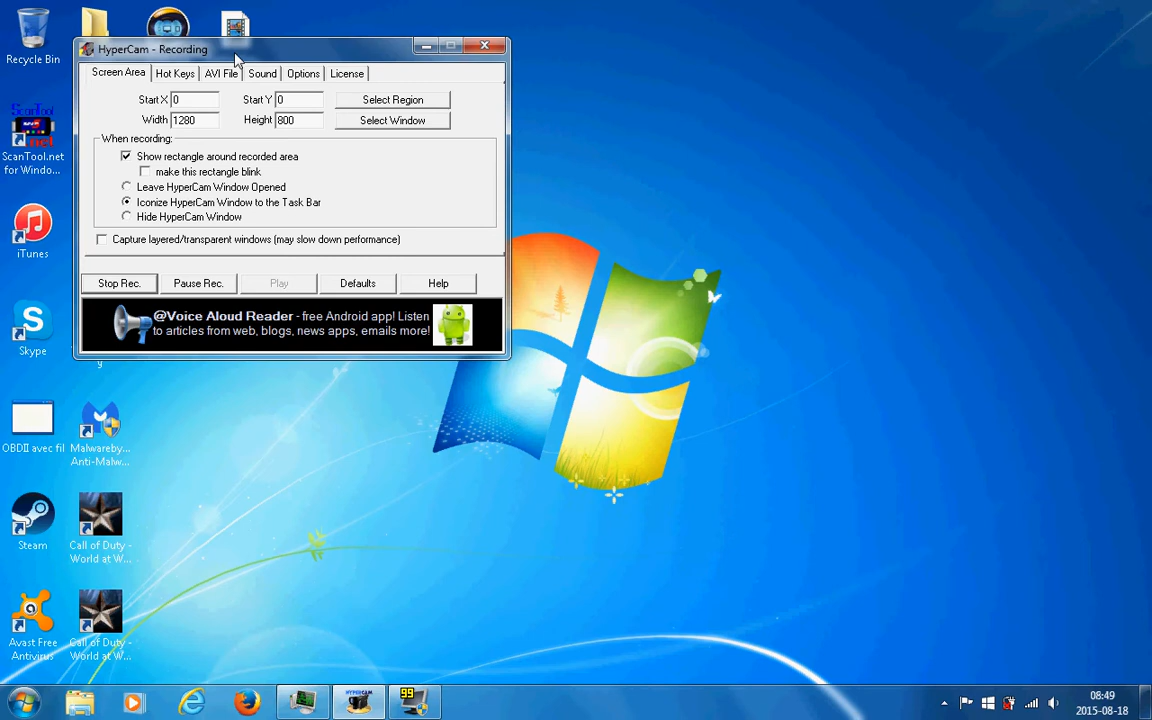 Recycle Bin
HyperCam - Recording
Screen Area
Hot Keys
AVI File
Sound
Options
License
Start X 0
Start Y 0
Select Region
Width 1280
Height 800
Select Window
When recording:
Show rectangle around recorded area
make this rectangle blink
Leave HyperCam Window Opened
Iconize HyperCam Window to the Task Bar
Hide HyperCam Window
Capture layered/transparent windows (may slow down performance)
Stop Rec.
Pause Rec.
Play
Defaults
Help
@Voice Aloud Reader - free Android app! Listen
to articles from web, blogs, news apps, emails more!
ScanTool
.net
ScanTool.net
for Windo...
iTunes
Skype
y
OBDII avec fil
Malwareby...
Anti-Malw...
Steam
Call of Duty -
World at W...
Avast Free
Antivirus
Call of Duty -
World at W...
HYPERCAM
99
08:49
2015-08-18